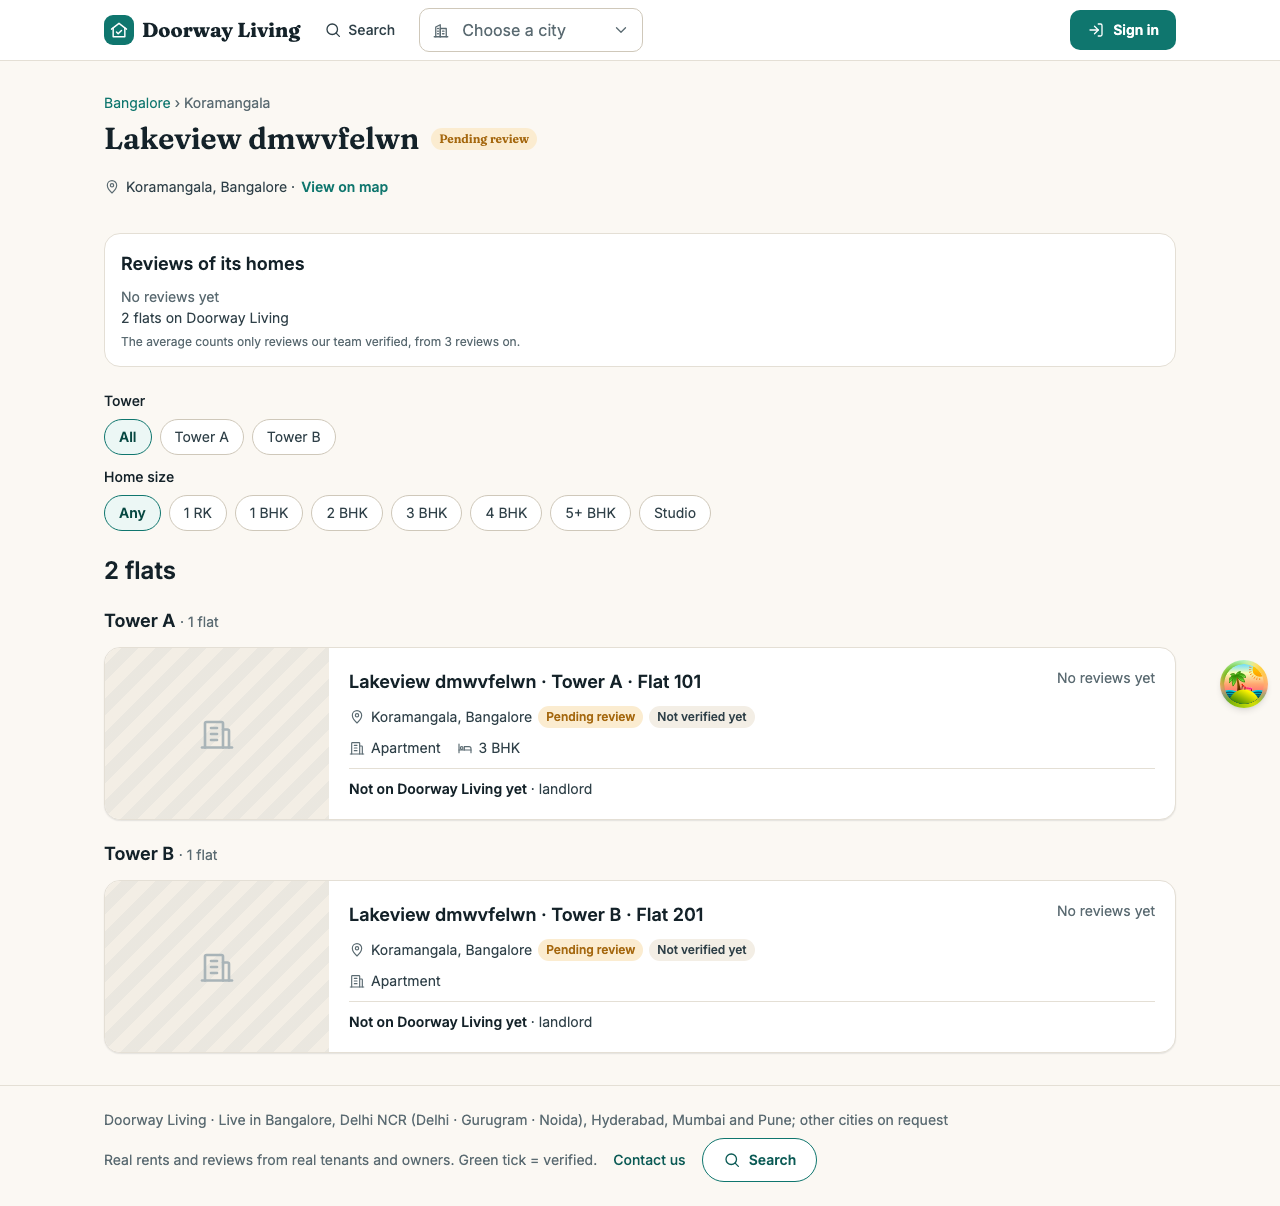 Doorway Living
Search
Choose a city
Sign in
Bangalore › Koramangala
Lakeview dmwvfelwn
Pending review
Koramangala, Bangalore · View on map
Reviews of its homes
No reviews yet
2 flats on Doorway Living
The average counts only reviews our team verified, from 3 reviews on.
Tower
All
Tower A
Tower B
Home size
Any
1 RK
1 BHK
2 BHK
3 BHK
4 BHK
5+ BHK
Studio
2 flats
Tower A · 1 flat
Lakeview dmwvfelwn · Tower A · Flat 101
No reviews yet
Koramangala, Bangalore
Pending review
Not verified yet
Apartment
3 BHK
Not on Doorway Living yet · landlord
Tower B · 1 flat
Lakeview dmwvfelwn · Tower B · Flat 201
No reviews yet
Koramangala, Bangalore
Pending review
Not verified yet
Apartment
Not on Doorway Living yet · landlord
Doorway Living · Live in Bangalore, Delhi NCR (Delhi · Gurugram · Noida), Hyderabad, Mumbai and Pune; other cities on request
Real rents and reviews from real tenants and owners. Green tick = verified.
Contact us
Search